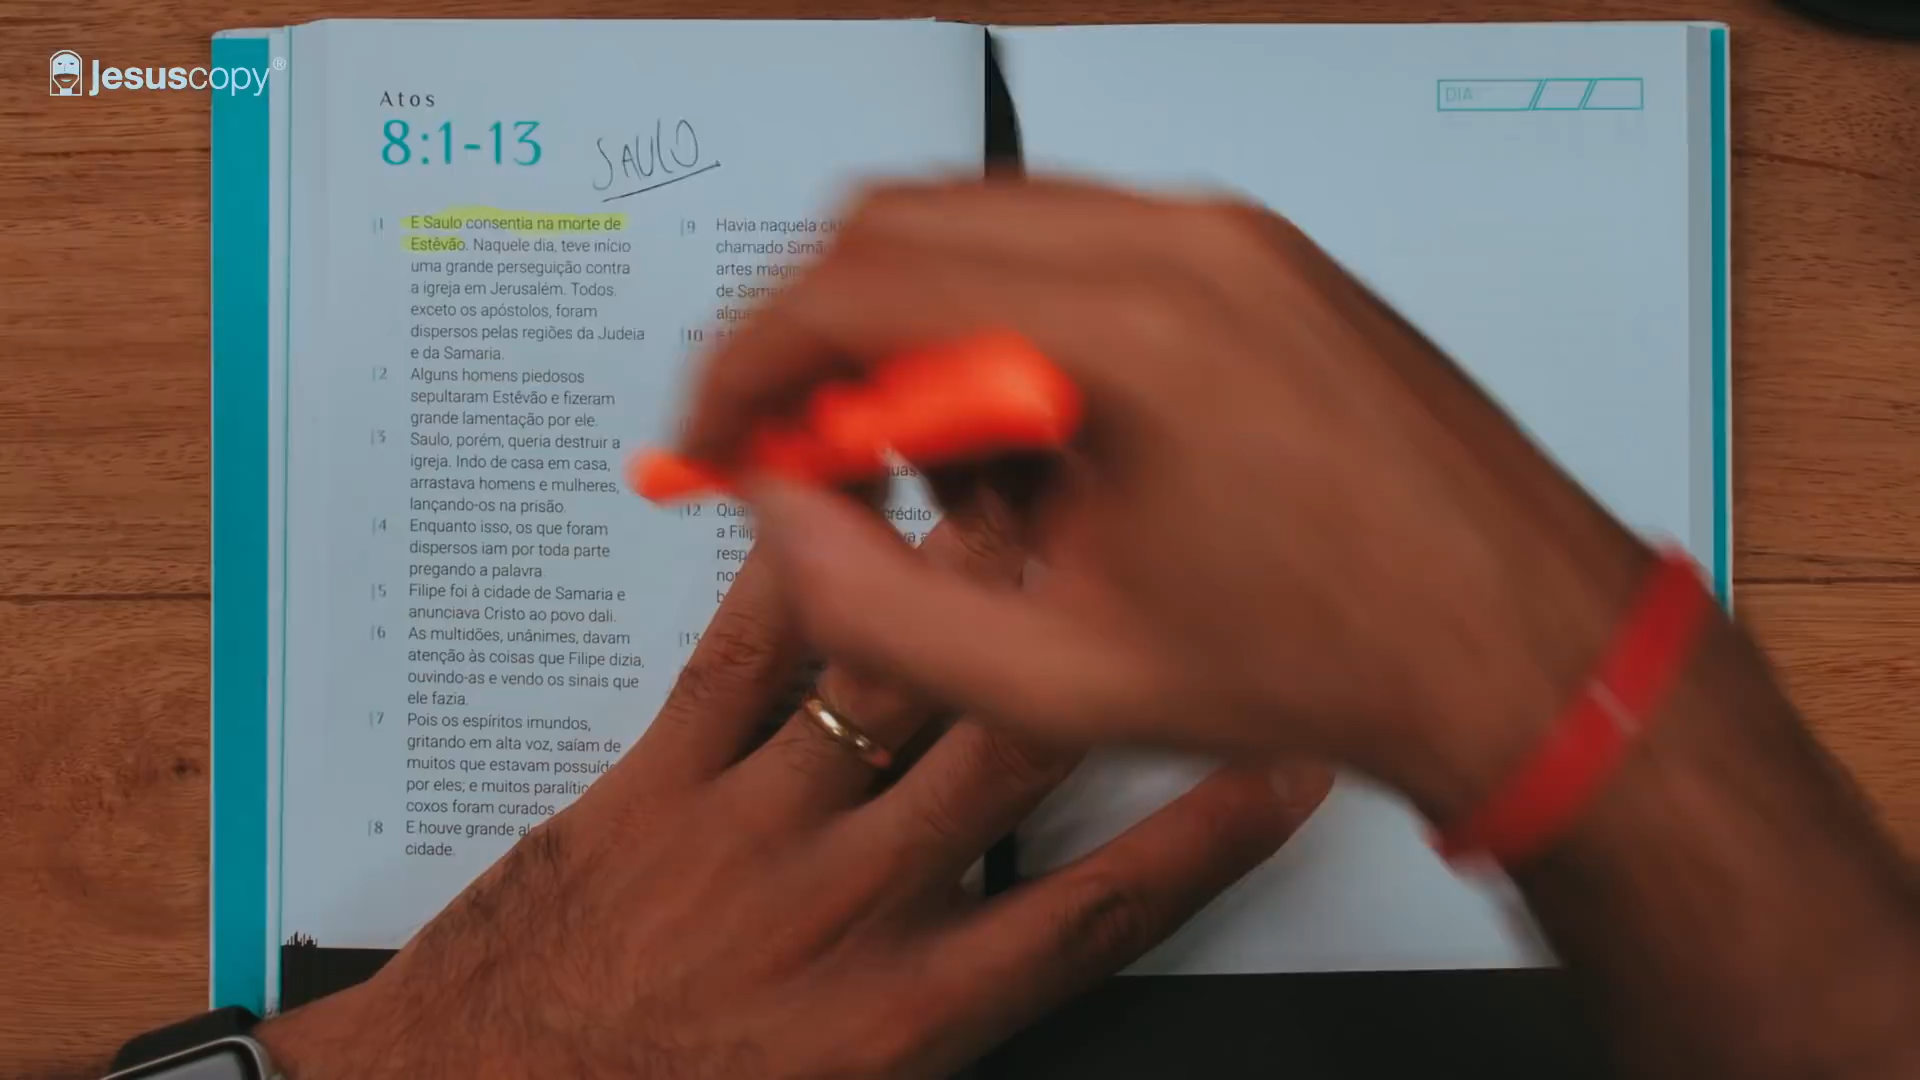 Jesuscopy®
Atos
8:1-13
SAULO
DIA
1 E Saulo consentia na morte de
Estêvão. Naquele dia, teve início
uma grande perseguição contra
a igreja em Jerusalém. Todos,
exceto os apóstolos, foram
dispersos pelas regiões da Judeia
e da Samaria.
2 Alguns homens piedosos
sepultaram Estêvão e fizeram
grande lamentação por ele.
3 Saulo, porém, queria destruir a
igreja. Indo de casa em casa,
arrastava homens e mulheres,
lançando-os na prisão.
4 Enquanto isso, os que foram
dispersos iam por toda parte
pregando a palavra.
5 Filipe foi à cidade de Samaria e
anunciava Cristo ao povo dali.
6 As multidões, unânimes, davam
atenção às coisas que Filipe dizia,
ouvindo-as e vendo os sinais que
ele fazia.
7 Pois os espíritos imundos,
gritando em alta voz, saíam de
muitos que estavam
por eles; e muitos
coxos foram curados.
8 E houve grande
cidade.
9 Havia naquela
chamado
artes
de
10
12
crédito
a
13